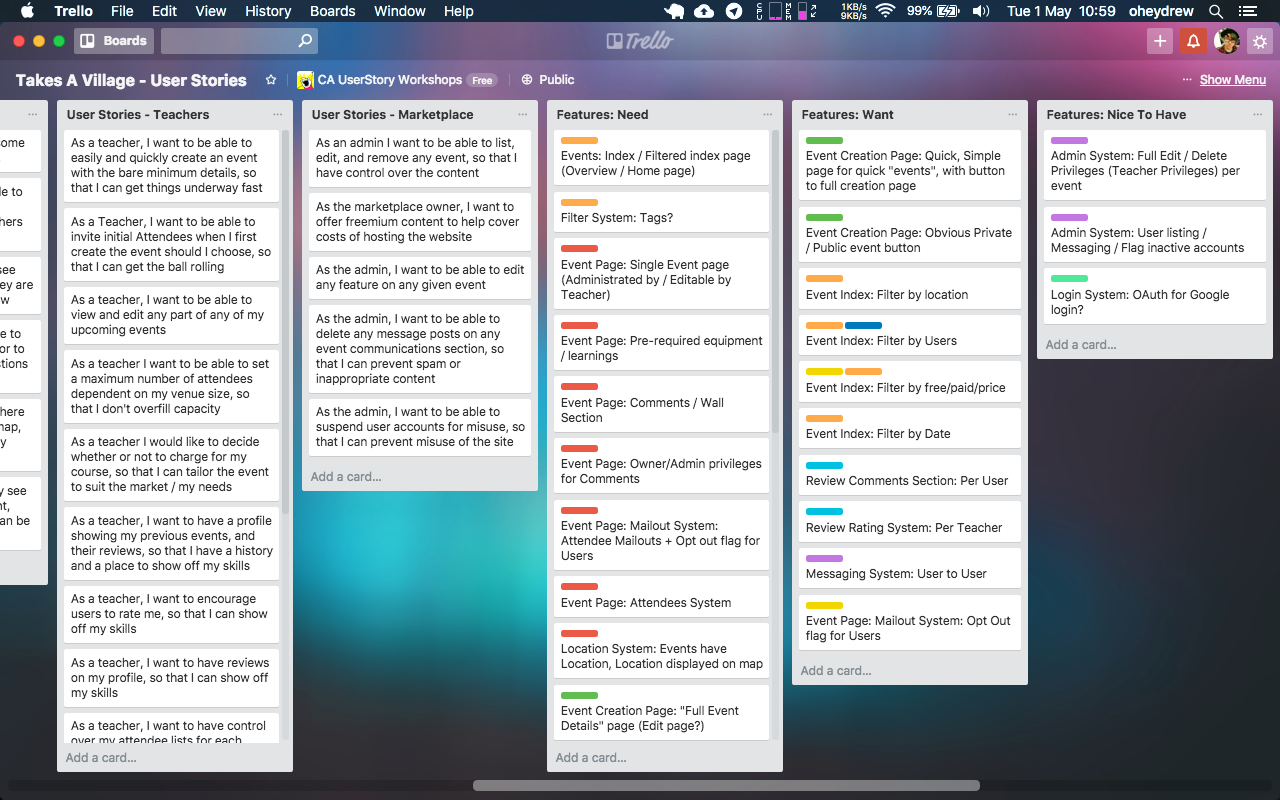 Trello File Edit View History Boards Window Help
CPU MEM 1KB/s 9KB/s 99% Tue 1 May 10:59 oheydrew
Boards
Trello
Takes A Village - User Stories
CA UserStory Workshops Free
Public
Show Menu
ome
le to
hers
see
ey are
w
e to
or to
stions
here
nap,
y
y see
nt,
an be
User Stories - Teachers
As a teacher, I want to be able to
easily and quickly create an event
with the bare minimum details, so
that I can get things underway fast
As a Teacher, I want to be able to
invite initial Attendees when I first
create the event should I choose, so
that I can get the ball rolling
As a teacher, I want to be able to
view and edit any part of any of my
upcoming events
As a teacher I want to be able to set
a maximum number of attendees
dependent on my venue size, so
that I don't overfill capacity
As a teacher I would like to decide
whether or not to charge for my
course, so that I can tailor the event
to suit the market / my needs
As a teacher, I want to have a profile
showing my previous events, and
their reviews, so that I have a history
and a place to show off my skills
As a teacher, I want to encourage
users to rate me, so that I can show
off my skills
As a teacher, I want to have reviews
on my profile, so that I can show off
my skills
As a teacher, I want to have control
over my attendee lists for each
Add a card...
User Stories - Marketplace
As an admin I want to be able to list,
edit, and remove any event, so that I
have control over the content
As the marketplace owner, I want to
offer freemium content to help cover
costs of hosting the website
As the admin, I want to be able to edit
any feature on any given event
As the admin, I want to be able to
delete any message posts on any
event communications section, so
that I can prevent spam or
inappropriate content
As the admin, I want to be able to
suspend user accounts for misuse, so
that I can prevent misuse of the site
Add a card...
Features: Need
Events: Index / Filtered index page
(Overview / Home page)
Filter System: Tags?
Event Page: Single Event page
(Administrated by / Editable by
Teacher)
Event Page: Pre-required equipment
/ learnings
Event Page: Comments / Wall
Section
Event Page: Owner/Admin privileges
for Comments
Event Page: Mailout System:
Attendee Mailouts + Opt out flag for
Users
Event Page: Attendees System
Location System: Events have
Location, Location displayed on map
Event Creation Page: "Full Event
Details" page (Edit page?)
Add a card...
Features: Want
Event Creation Page: Quick, Simple
page for quick "events", with button
to full creation page
Event Creation Page: Obvious Private
/ Public event button
Event Index: Filter by location
Event Index: Filter by Users
Event Index: Filter by free/paid/price
Event Index: Filter by Date
Review Comments Section: Per User
Review Rating System: Per Teacher
Messaging System: User to User
Event Page: Mailout System: Opt Out
flag for Users
Add a card...
Features: Nice To Have
Admin System: Full Edit / Delete
Privileges (Teacher Privileges) per
event
Admin System: User listing /
Messaging / Flag inactive accounts
Login System: OAuth for Google
login?
Add a card...